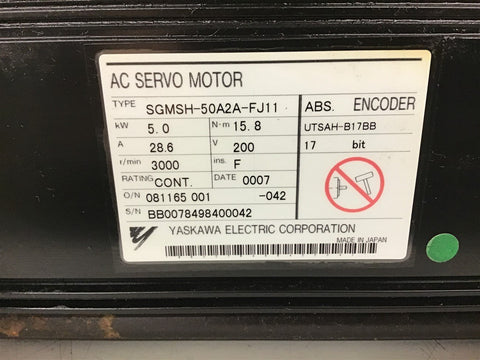 AC SERVO MOTOR
TYPE SGMSH-50A2A-FJ11 ABS. ENCODER
kW 5.0 N·m 15.8 UTSAH-B17BB
A 28.6 V 200 17 bit
r/min 3000 ins. F
RATING CONT. DATE 0007
O/N 081165 001 -042
S/N BB0078498400042
YASKAWA ELECTRIC CORPORATION
MADE IN JAPAN